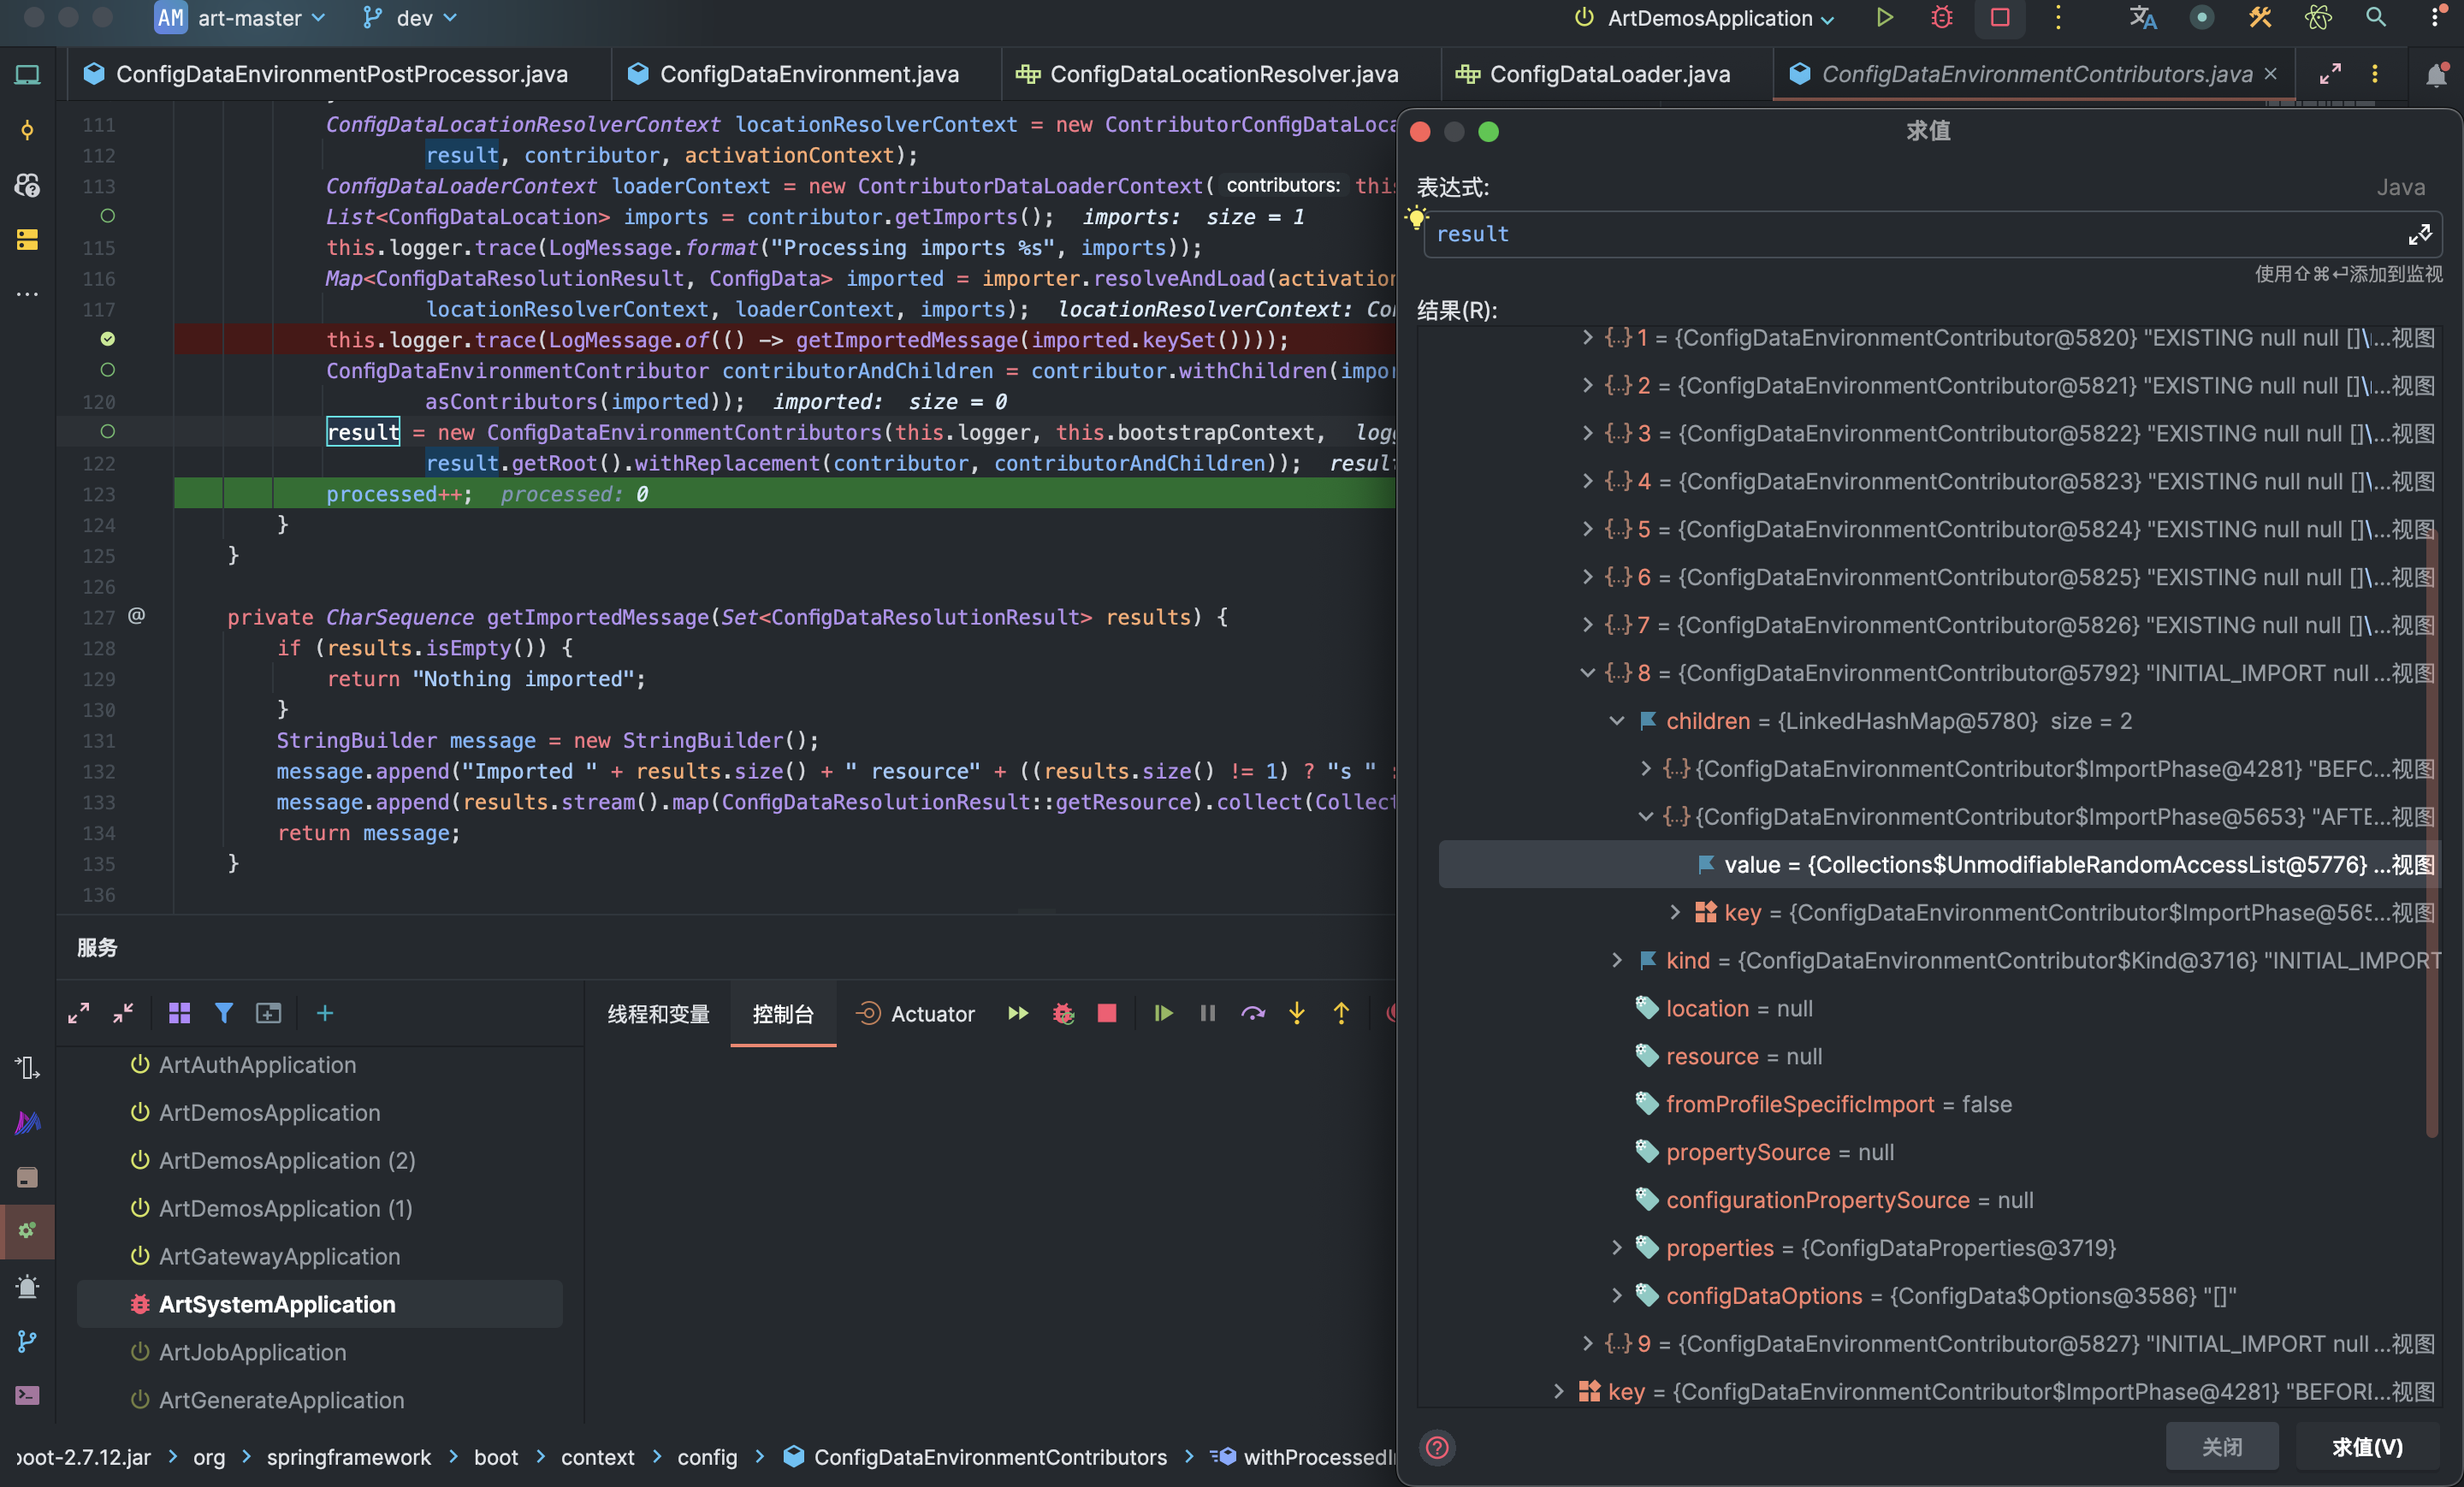 AM art-master dev ArtDemosApplication
ConfigDataEnvironmentPostProcessor.java ConfigDataEnvironment.java ConfigDataLocationResolver.java ConfigDataLoader.java ConfigDataEnvironmentContributors.java
111 ConfigDataLocationResolverContext locationResolverContext = new ContributorConfigDataLoca
112 result, contributor, activationContext);
113 ConfigDataLoaderContext loaderContext = new ContributorDataLoaderContext( contributors: this
List<ConfigDataLocation> imports = contributor.getImports(); imports: size = 1
115 this.logger.trace(LogMessage.format("Processing imports %s", imports));
116 Map<ConfigDataResolutionResult, ConfigData> imported = importer.resolveAndLoad(activation
117 locationResolverContext, loaderContext, imports); locationResolverContext: Con
this.logger.trace(LogMessage.of(() -> getImportedMessage(imported.keySet())));
ConfigDataEnvironmentContributor contributorAndChildren = contributor.withChildren(impor
120 asContributors(imported)); imported: size = 0
result = new ConfigDataEnvironmentContributors(this.logger, this.bootstrapContext, logg
122 result.getRoot().withReplacement(contributor, contributorAndChildren)); result
123 processed++; processed: 0
124 }
125 }
126
127 @ private CharSequence getImportedMessage(Set<ConfigDataResolutionResult> results) {
128 if (results.isEmpty()) {
129 return "Nothing imported";
130 }
131 StringBuilder message = new StringBuilder();
132 message.append("Imported " + results.size() + " resource" + ((results.size() != 1) ? "s " :
133 message.append(results.stream().map(ConfigDataResolutionResult::getResource).collect(Collect
134 return message;
135 }
136
服务
线程和变量 控制台 Actuator
ArtAuthApplication
ArtDemosApplication
ArtDemosApplication (2)
ArtDemosApplication (1)
ArtGatewayApplication
ArtSystemApplication
ArtJobApplication
ArtGenerateApplication
boot-2.7.12.jar > org > springframework > boot > context > config > ConfigDataEnvironmentContributors > withProcessedI
求值
表达式: Java
result
使用⇧⌘⏎添加到监视
结果(R):
1 = {ConfigDataEnvironmentContributor@5820} "EXISTING null null []\...视图
2 = {ConfigDataEnvironmentContributor@5821} "EXISTING null null []\...视图
3 = {ConfigDataEnvironmentContributor@5822} "EXISTING null null []\...视图
4 = {ConfigDataEnvironmentContributor@5823} "EXISTING null null []\...视图
5 = {ConfigDataEnvironmentContributor@5824} "EXISTING null null []\...视图
6 = {ConfigDataEnvironmentContributor@5825} "EXISTING null null []\...视图
7 = {ConfigDataEnvironmentContributor@5826} "EXISTING null null []\...视图
8 = {ConfigDataEnvironmentContributor@5792} "INITIAL_IMPORT null ...视图
children = {LinkedHashMap@5780} size = 2
{ConfigDataEnvironmentContributor$ImportPhase@4281} "BEFO...视图
{ConfigDataEnvironmentContributor$ImportPhase@5653} "AFTE...视图
value = {Collections$UnmodifiableRandomAccessList@5776} ...视图
key = {ConfigDataEnvironmentContributor$ImportPhase@565...视图
kind = {ConfigDataEnvironmentContributor$Kind@3716} "INITIAL_IMPORT
location = null
resource = null
fromProfileSpecificImport = false
propertySource = null
configurationPropertySource = null
properties = {ConfigDataProperties@3719}
configDataOptions = {ConfigData$Options@3586} "[]"
9 = {ConfigDataEnvironmentContributor@5827} "INITIAL_IMPORT null ...视图
key = {ConfigDataEnvironmentContributor$ImportPhase@4281} "BEFORE...视图
关闭 求值(V)